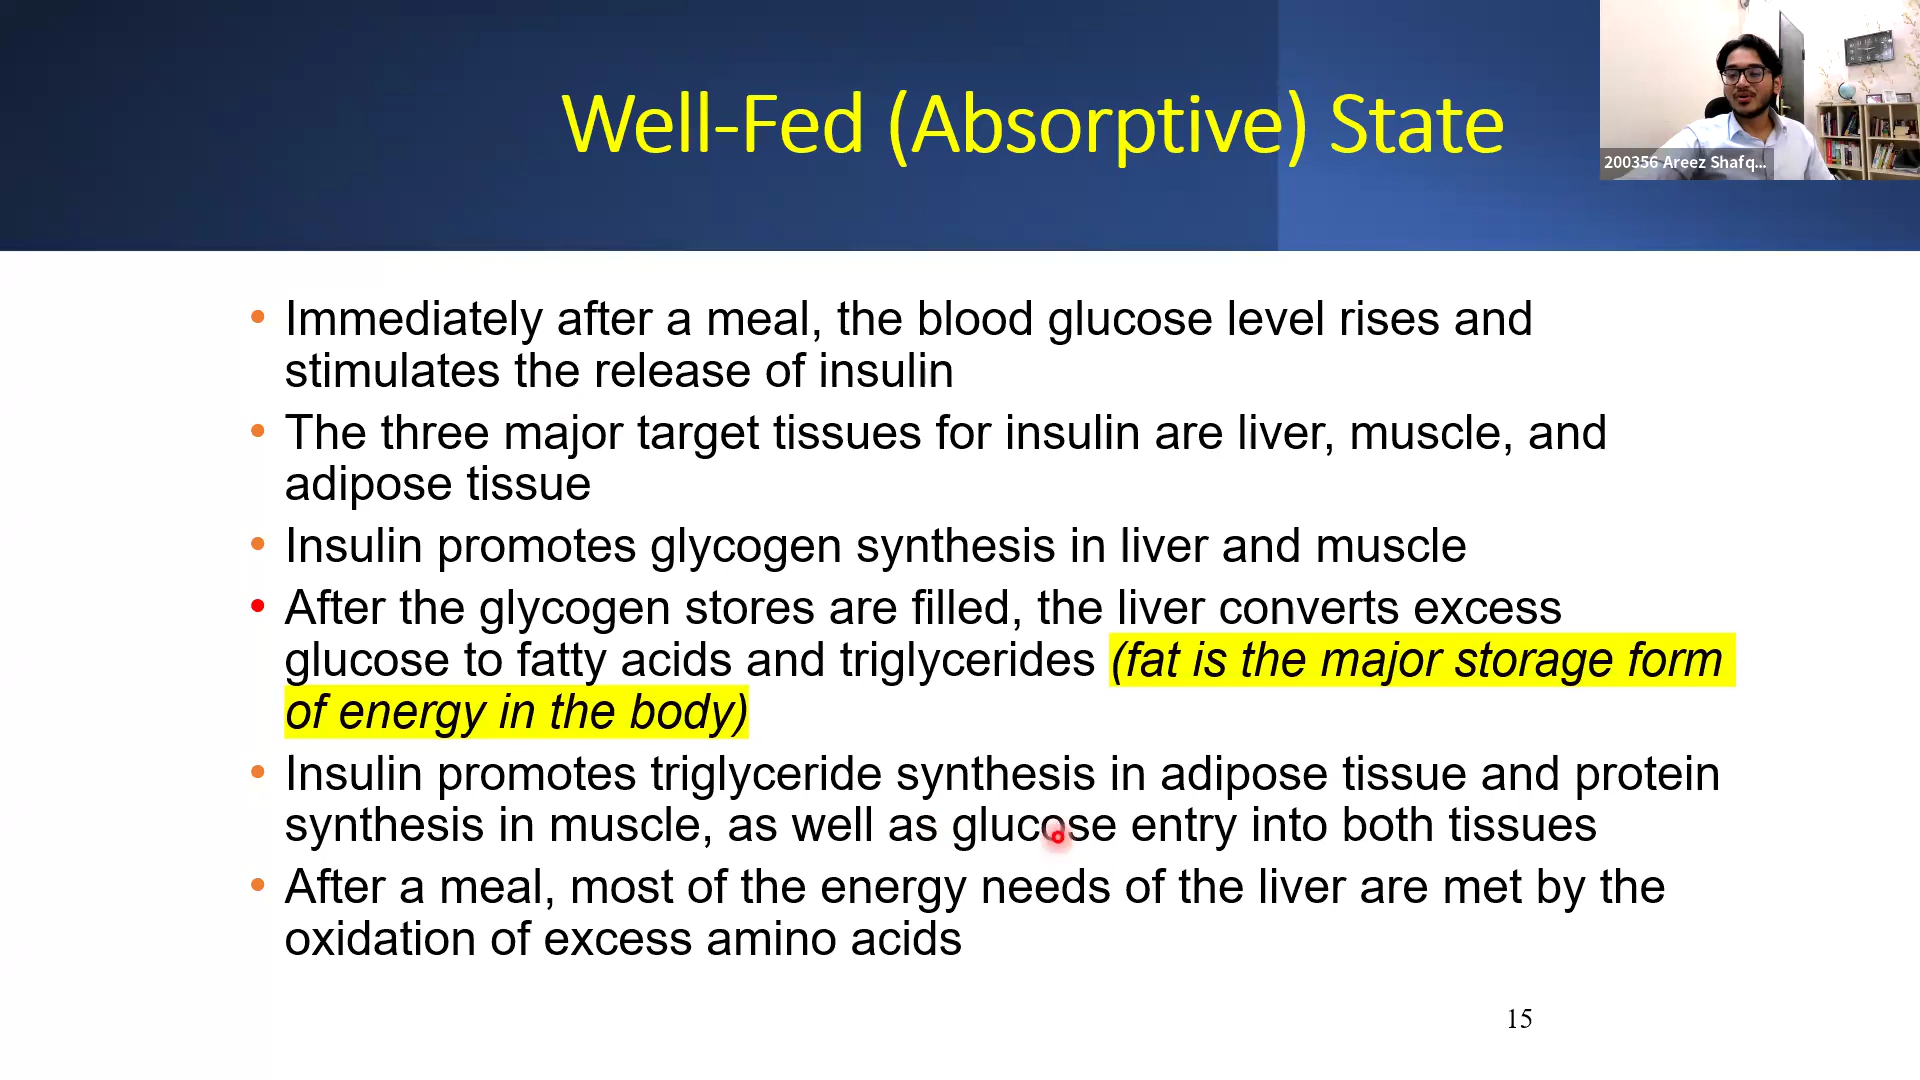 Well-Fed (Absorptive) State
200356 Areez Shafq...
• Immediately after a meal, the blood glucose level rises and
stimulates the release of insulin
• The three major target tissues for insulin are liver, muscle, and
adipose tissue
• Insulin promotes glycogen synthesis in liver and muscle
• After the glycogen stores are filled, the liver converts excess
glucose to fatty acids and triglycerides (fat is the major storage form
of energy in the body)
• Insulin promotes triglyceride synthesis in adipose tissue and protein
synthesis in muscle, as well as glucose entry into both tissues
• After a meal, most of the energy needs of the liver are met by the
oxidation of excess amino acids
15